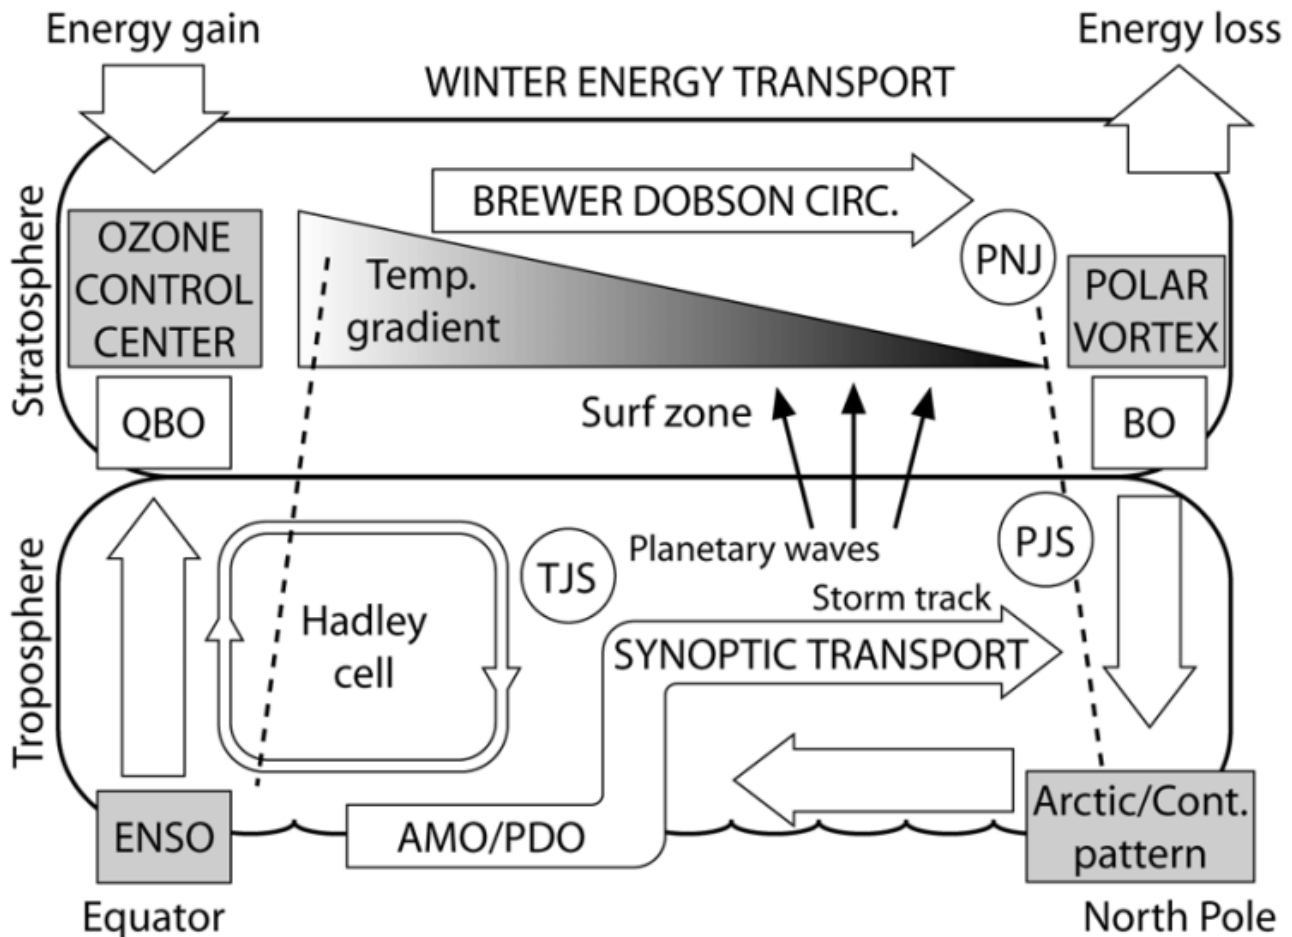 Energy gain
Energy loss
WINTER ENERGY TRANSPORT
Stratosphere
BREWER DOBSON CIRC.
OZONE
CONTROL
CENTER
Temp.
gradient
PNJ
POLAR
VORTEX
QBO
Surf zone
BO
Troposphere
Hadley
cell
TJS
Planetary waves
PJS
Storm track
SYNOPTIC TRANSPORT
ENSO
AMO/PDO
Arctic/Cont.
pattern
Equator
North Pole